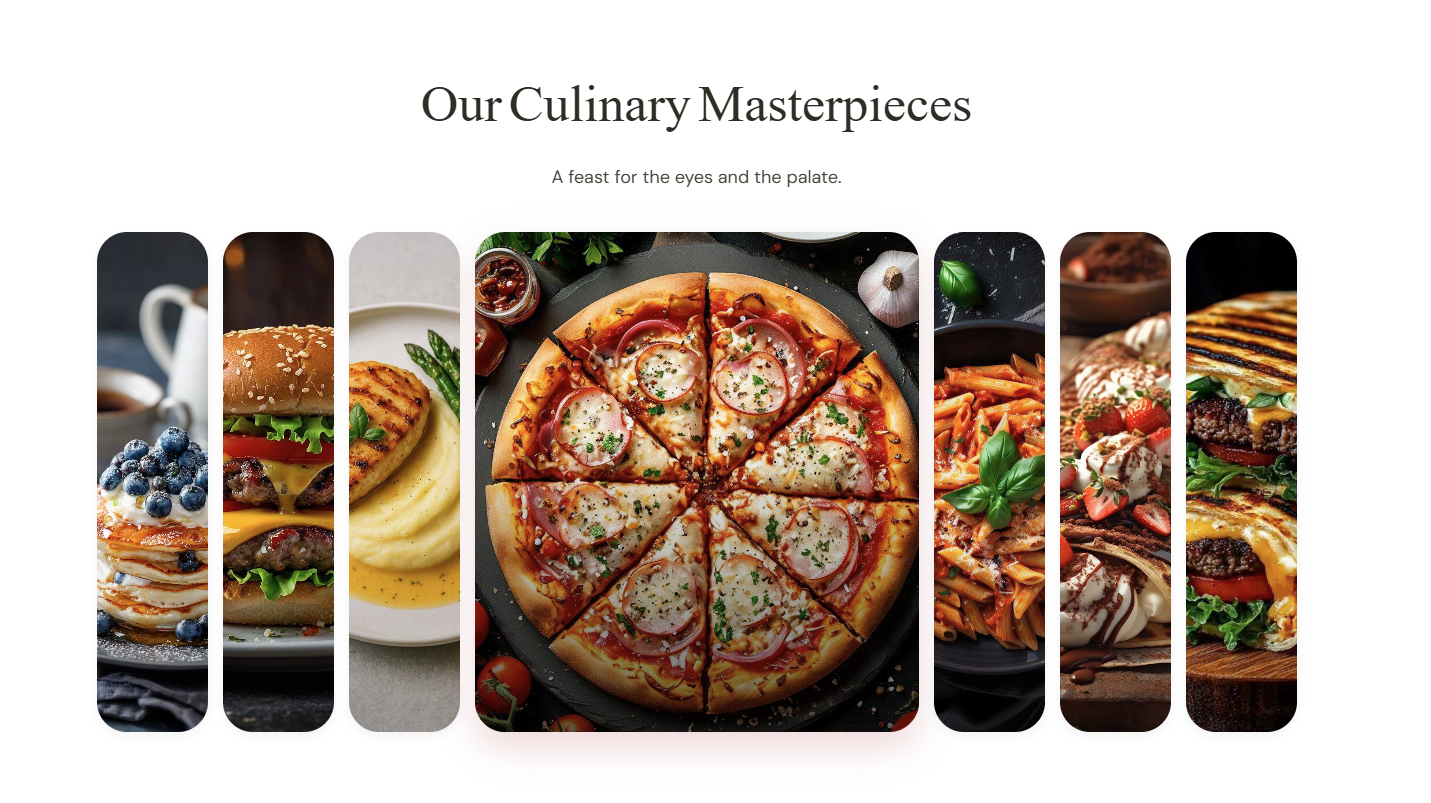 Our Culinary Masterpieces
A feast for the eyes and the palate.